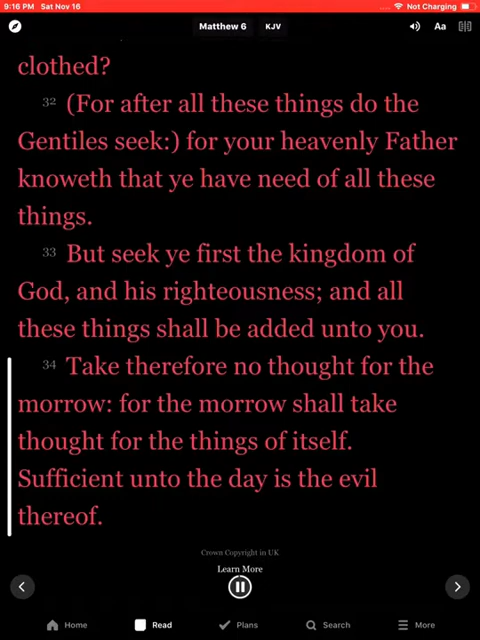 9:16 PM Sat Nov 16 Not Charging
Matthew 6 KJV Aa
clothed?
32 (For after all these things do the
Gentiles seek:) for your heavenly Father
knoweth that ye have need of all these
things.
33 But seek ye first the kingdom of
God, and his righteousness; and all
these things shall be added unto you.
34 Take therefore no thought for the
morrow: for the morrow shall take
thought for the things of itself.
Sufficient unto the day is the evil
thereof.
Crown Copyright in UK
Learn More
Home Read Plans Search More